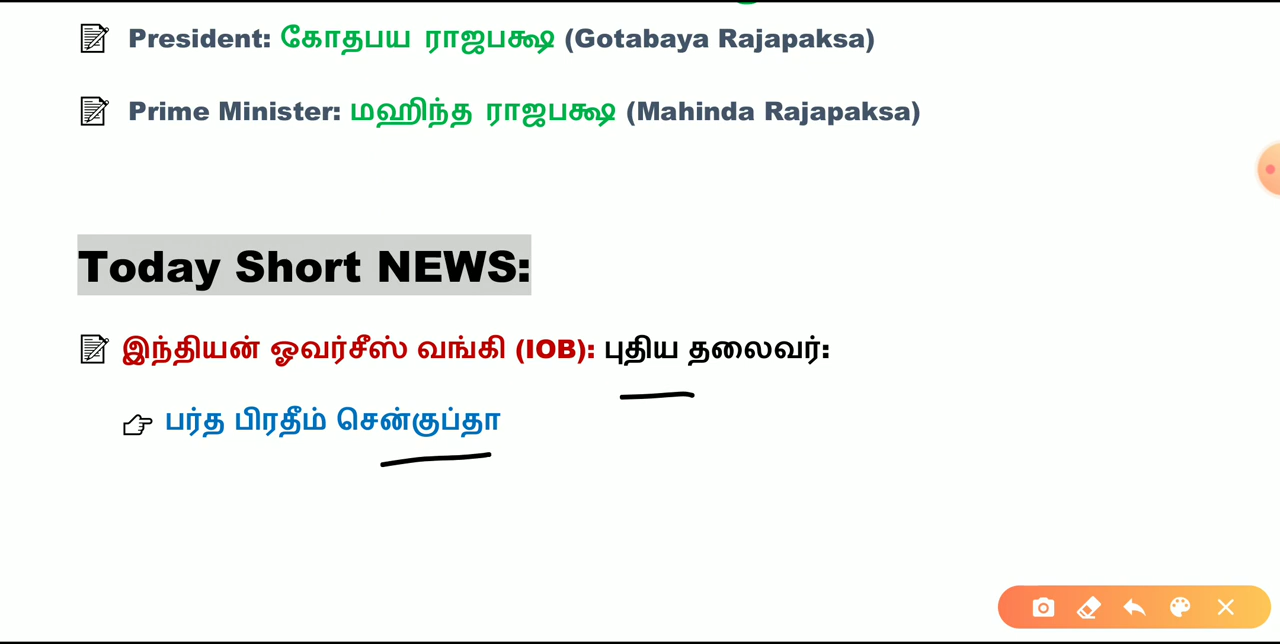 President: கோதபய ராஜபக்ஷ (Gotabaya Rajapaksa)
Prime Minister: மஹிந்த ராஜபக்ஷ (Mahinda Rajapaksa)
Today Short NEWS:
இந்தியன் ஓவர்சீஸ் வங்கி (IOB): புதிய தலைவர்:
பர்த பிரதீம் சென்குப்தா